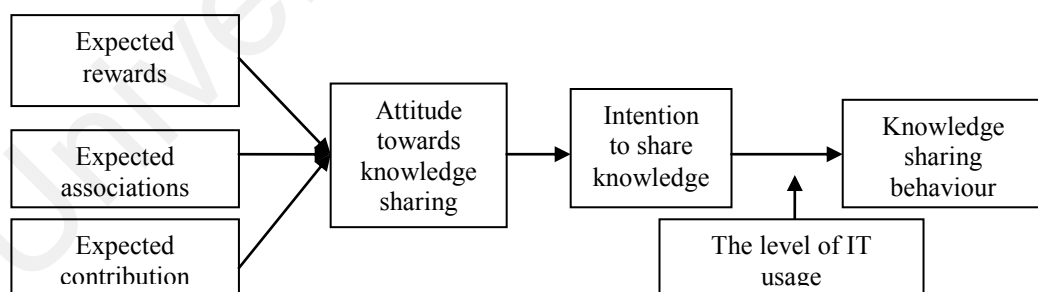 Expected
rewards
Expected
associations
Expected
contribution
Attitude
towards
knowledge
sharing
Intention
to share
knowledge
Knowledge
sharing
behaviour
The level of IT
usage